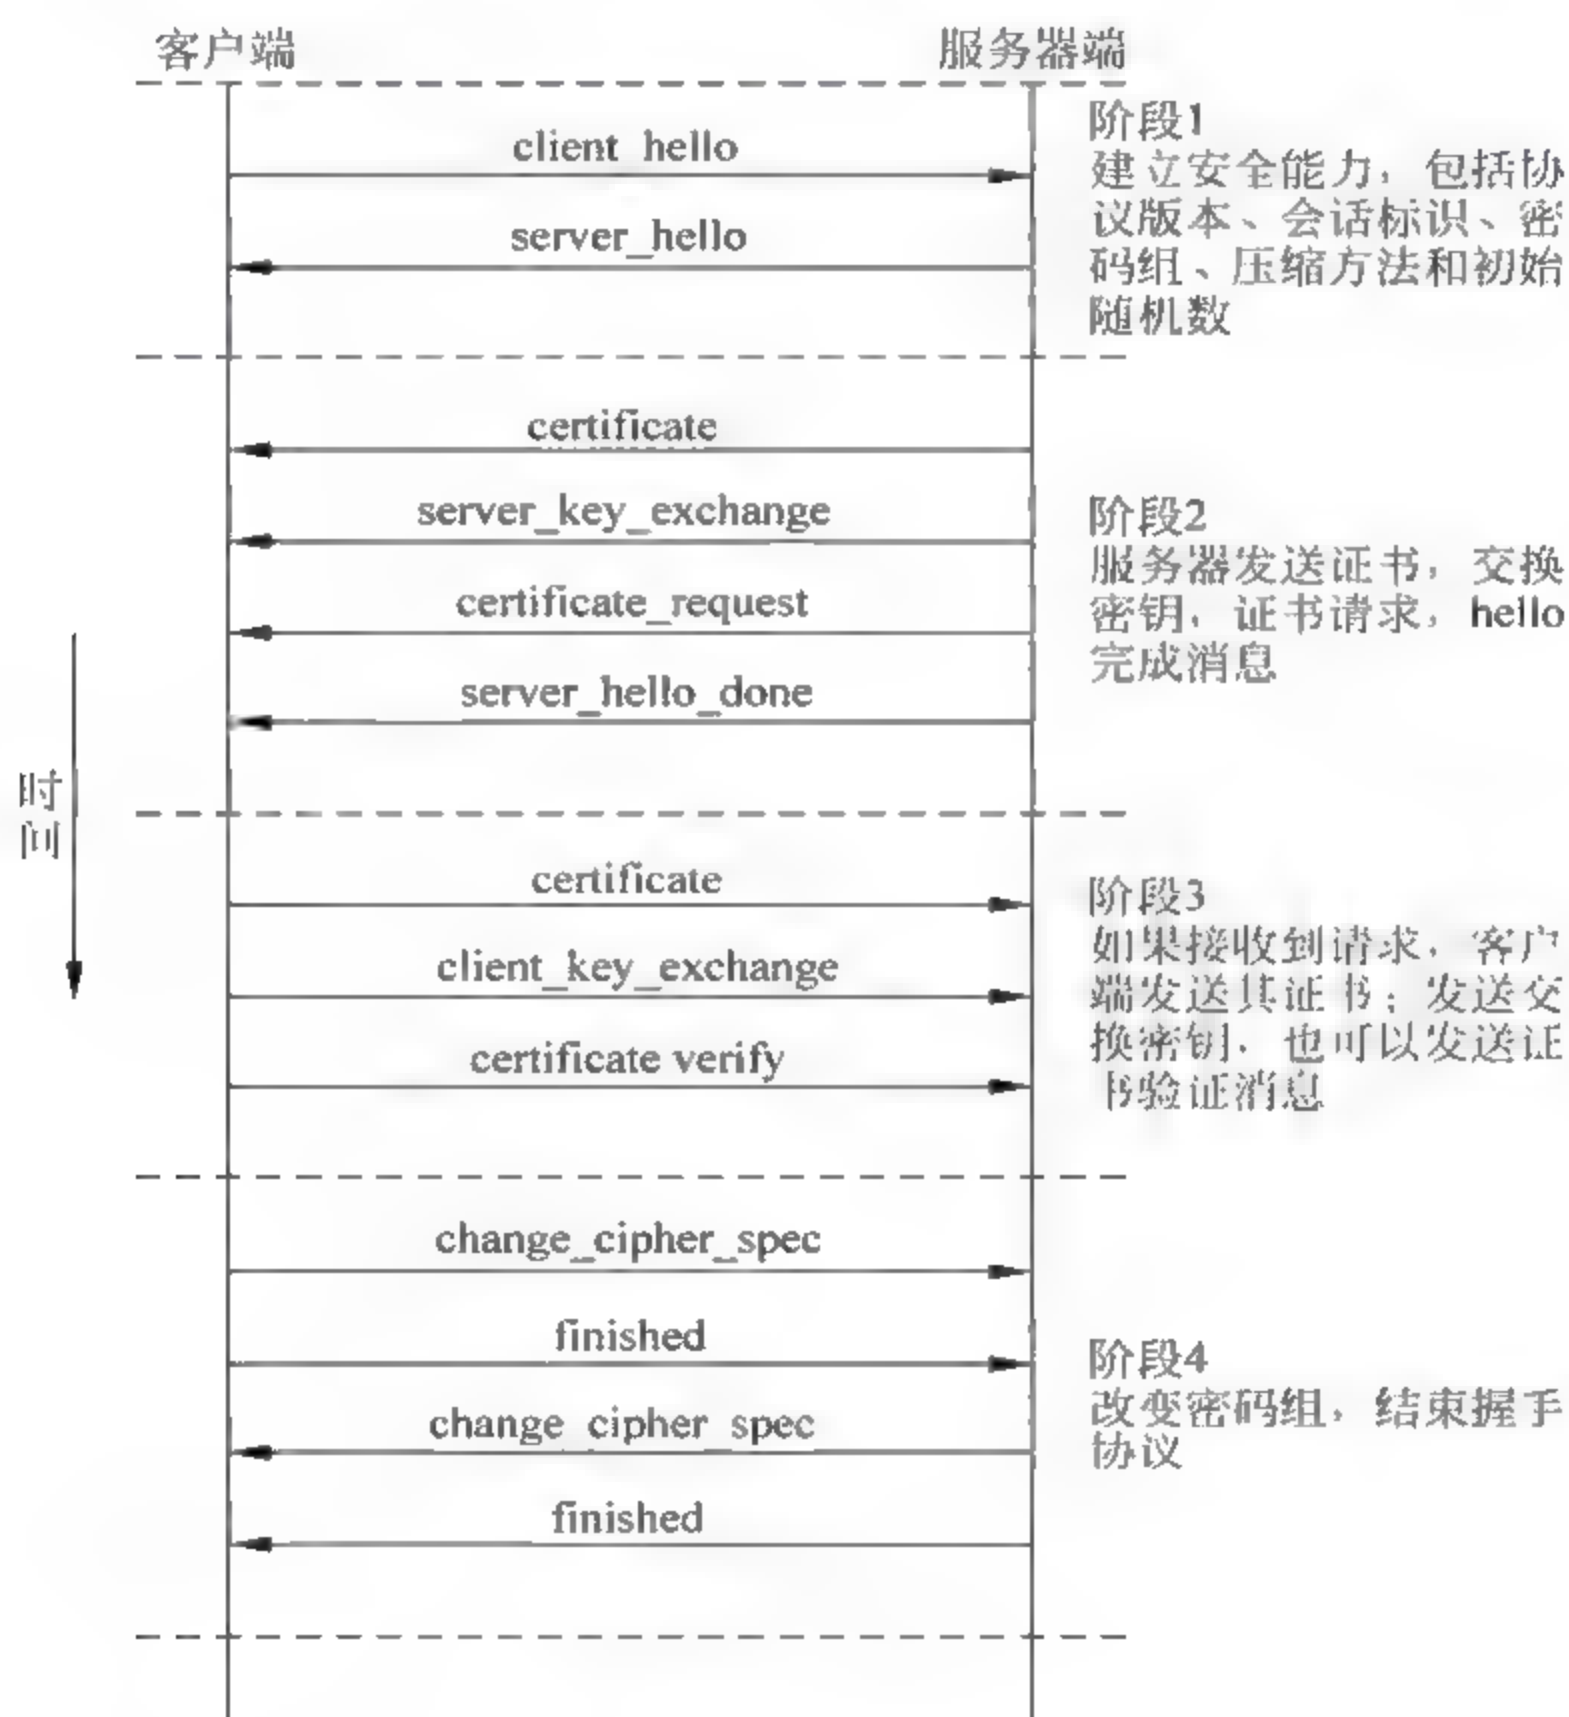 客户端
服务器端
client hello
server_hello
阶段1
建立安全能力，包括协
议版本、会话标识、密
码组、压缩方法和初始
随机数
certificate
server_key_exchange
certificate_request
server_hello_done
阶段2
服务器发送证书，交换
密钥，证书请求，hello
完成消息
时
间
certificate
client_key_exchange
certificate verify
阶段3
如果接收到请求，客户
端发送其证书；发送交
换密钥，也可以发送证
书验证消息
change_cipher_spec
finished
change cipher spec
finished
阶段4
改变密码组，结束握手
协议